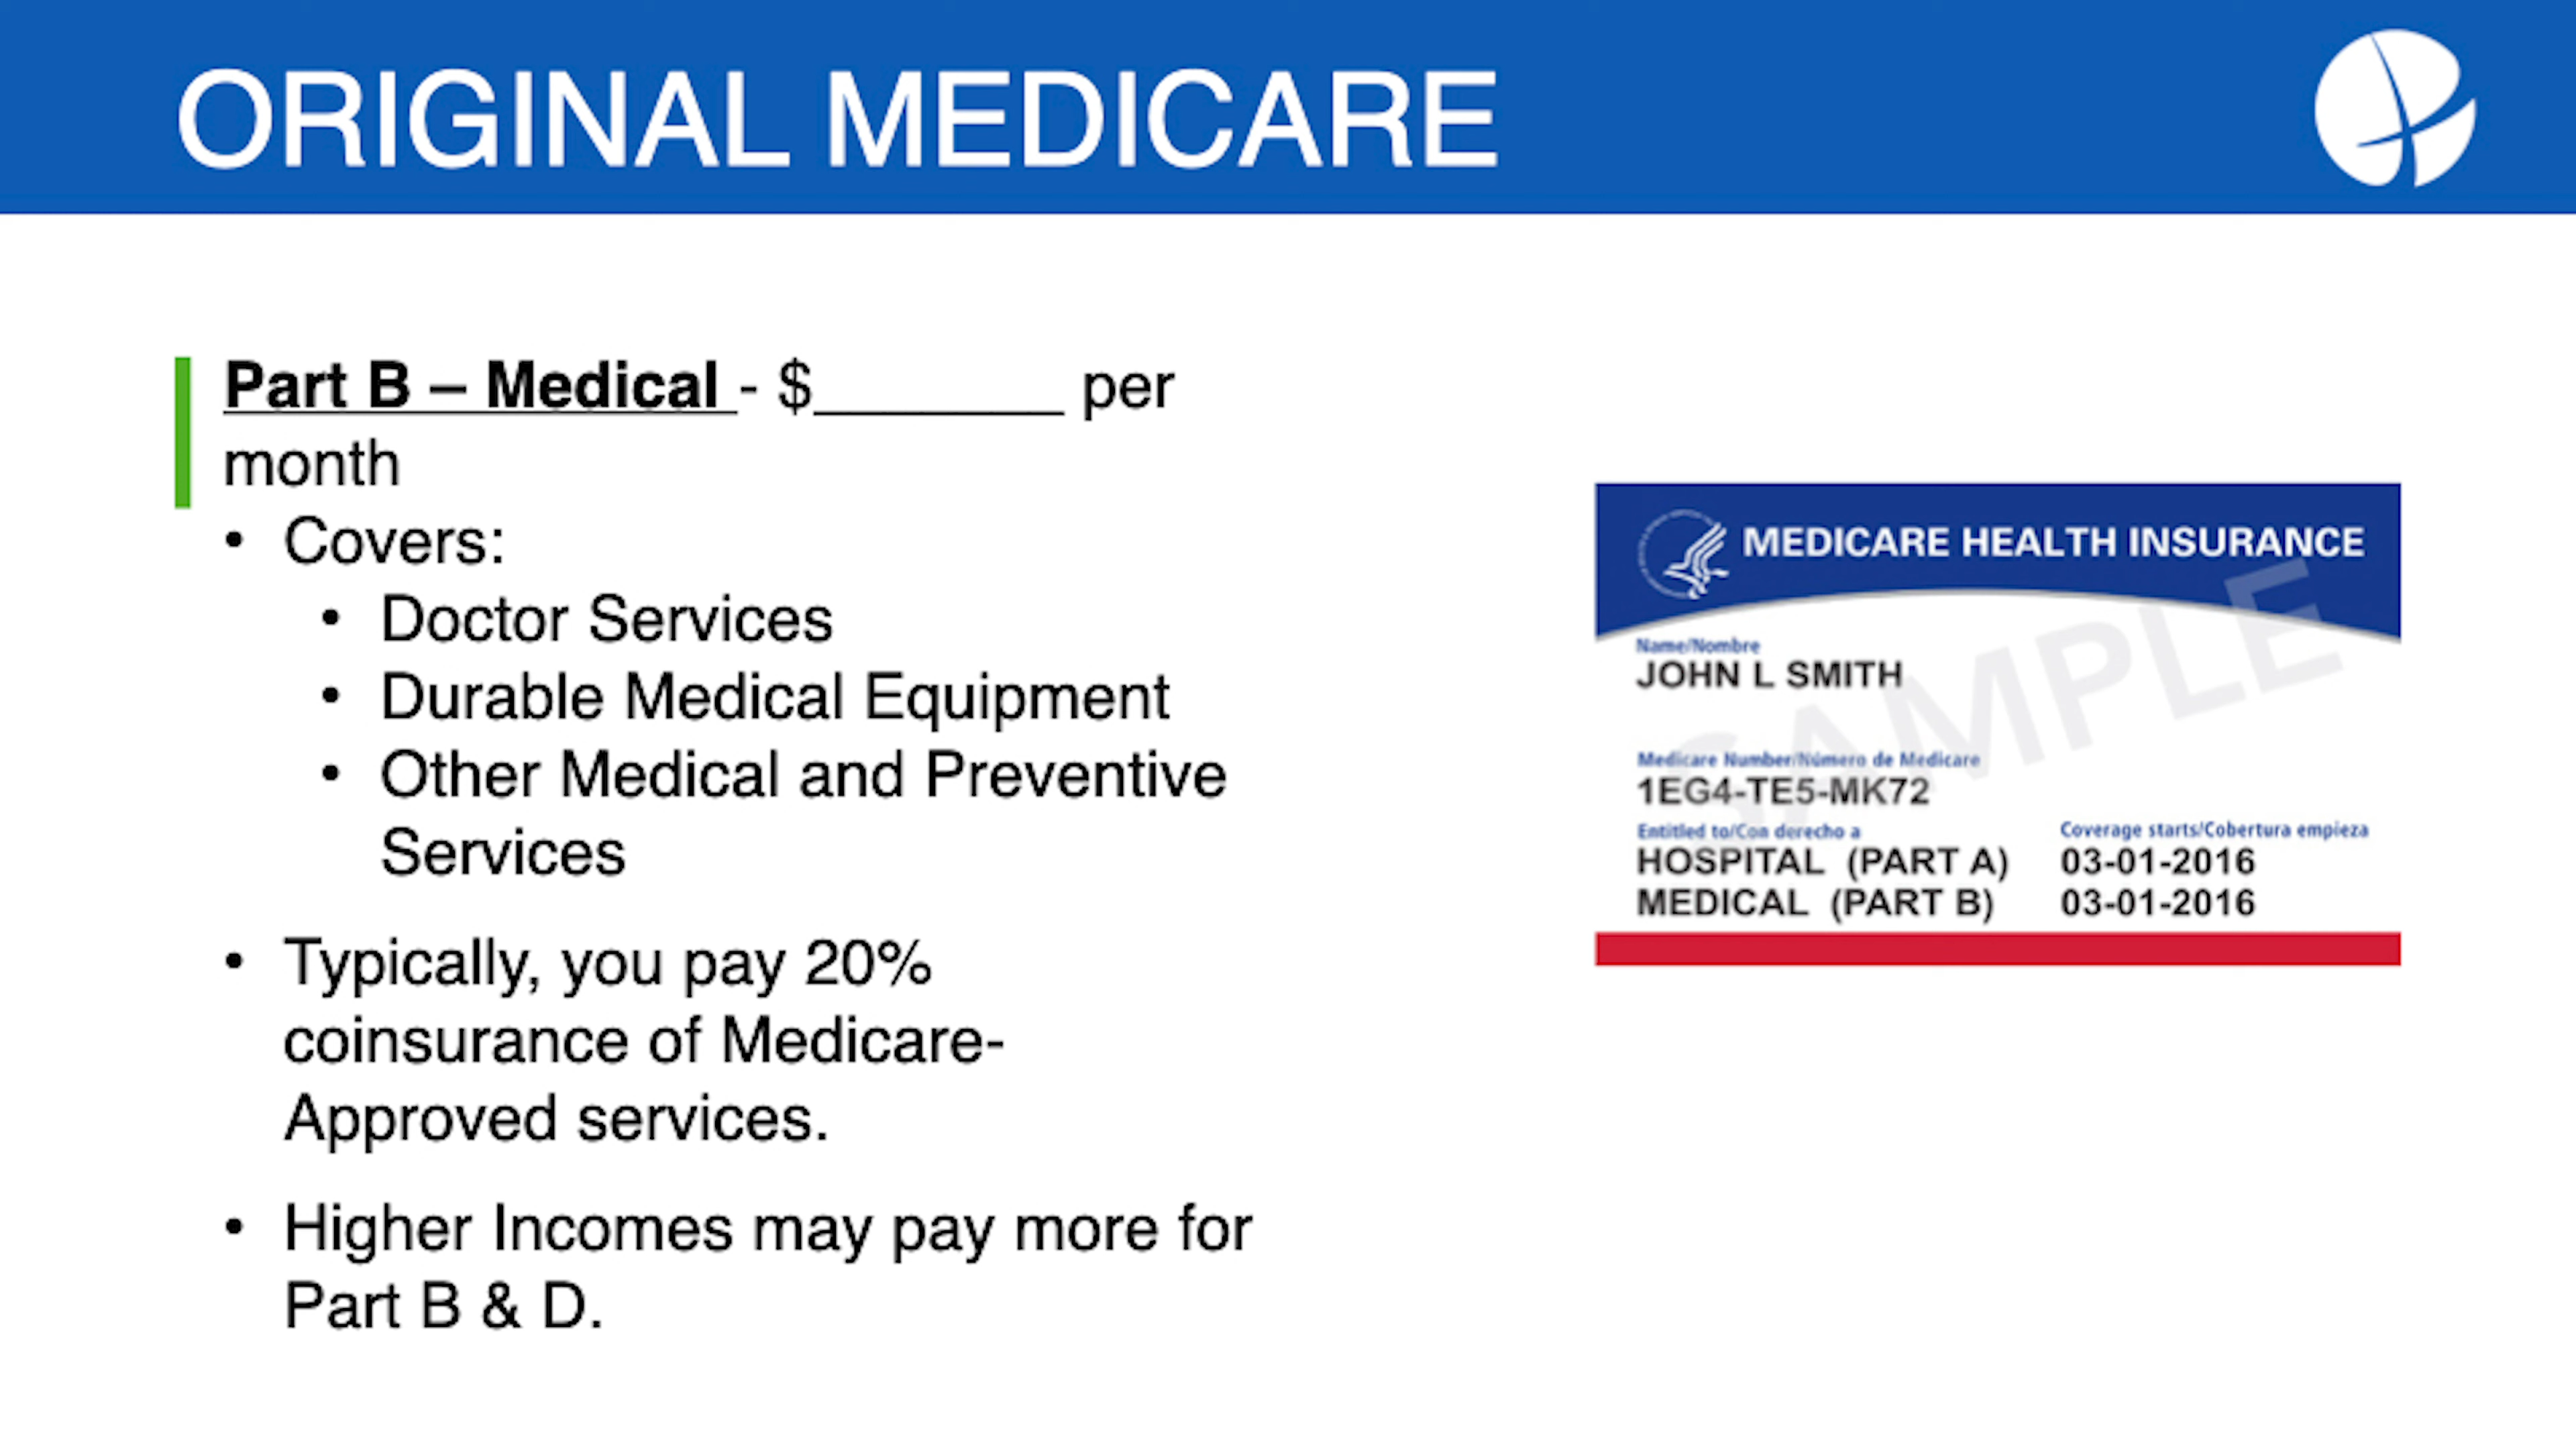 ORIGINAL MEDICARE
Part B – Medical - $________ per
month
• Covers:
• Doctor Services
• Durable Medical Equipment
• Other Medical and Preventive
Services
• Typically, you pay 20%
coinsurance of Medicare-
Approved services.
• Higher Incomes may pay more for
Part B & D.
MEDICARE HEALTH INSURANCE
Name/Nombre
JOHN L SMITH
SAMPLE
Medicare Number/Número de Medicare
1EG4-TE5-MK72
Entitled to/Con derecho a Coverage starts/Cobertura empieza
HOSPITAL (PART A) 03-01-2016
MEDICAL (PART B) 03-01-2016